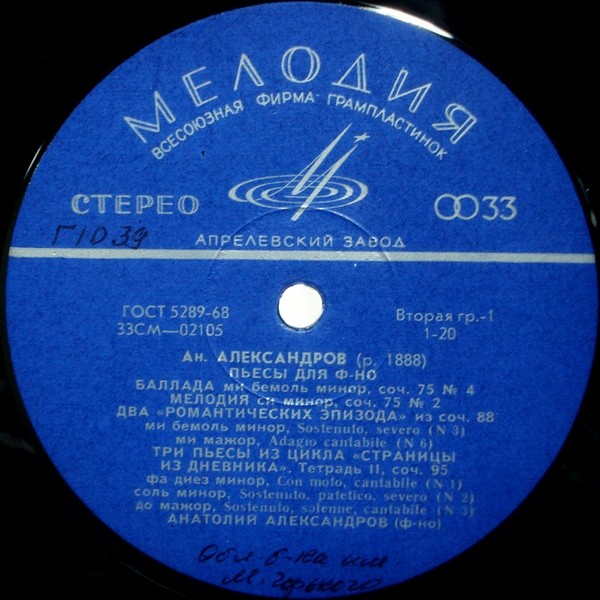 МЕЛОДИЯ
ВСЕСОЮЗНАЯ ФИРМА ГРАМПЛАСТИНОК
СТЕРЕО
33
Г10 39
АПРЕЛЕВСКИЙ ЗАВОД
ГОСТ 5289-68
33СМ—02105
Вторая гр.-1
1-20
Ан. АЛЕКСАНДРОВ (р. 1888)
ПЬЕСЫ ДЛЯ Ф-НО
БАЛЛАДА ми бемоль минор, соч. 75 № 4
МЕЛОДИЯ си минор, соч. 75 № 2
ДВА «РОМАНТИЧЕСКИХ ЭПИЗОДА» из соч. 88
ми бемоль минор, Sostenuto, severo (N 3)
ми мажор, Adagio cantabile (N 6)
ТРИ ПЬЕСЫ ИЗ ЦИКЛА «СТРАНИЦЫ
ИЗ ДНЕВНИКА», Тетрадь II, соч. 95
фа диез минор, Con moto, cantabile (N 1)
соль минор, Sostenuto, patetico, severo (N 2)
до мажор, Sostenuto, solenne, cantabile (N 3)
АНАТОЛИЙ АЛЕКСАНДРОВ (ф-но)
Обл б-ка им.
М. Горького